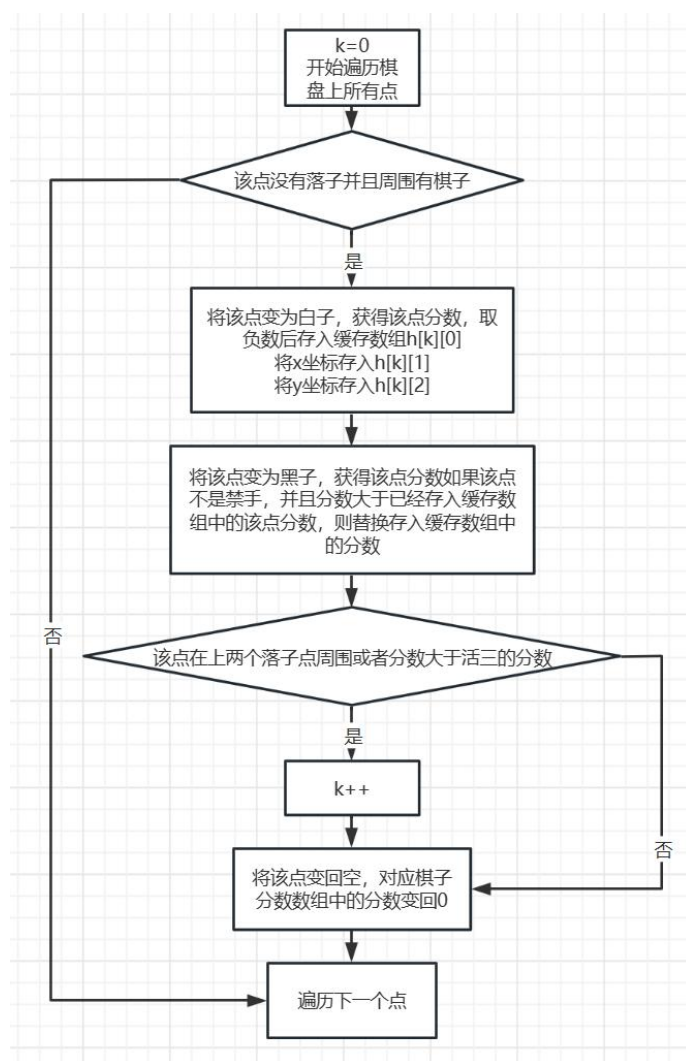 k=0
开始遍历棋
盘上所有点
该点没有落子并且周围有棋子
是
将该点变为白子，获得该点分数，取
负数后存入缓存数组h[k][0]
将x坐标存入h[k][1]
将y坐标存入h[k][2]
将该点变为黑子，获得该点分数如果该点
不是禁手，并且分数大于已经存入缓存数
组中的该点分数，则替换存入缓存数组中
的分数
否
该点在上两个落子点周围或者分数大于活三的分数
是
k++
否
将该点变回空，对应棋子
分数数组中的分数变回0
遍历下一个点